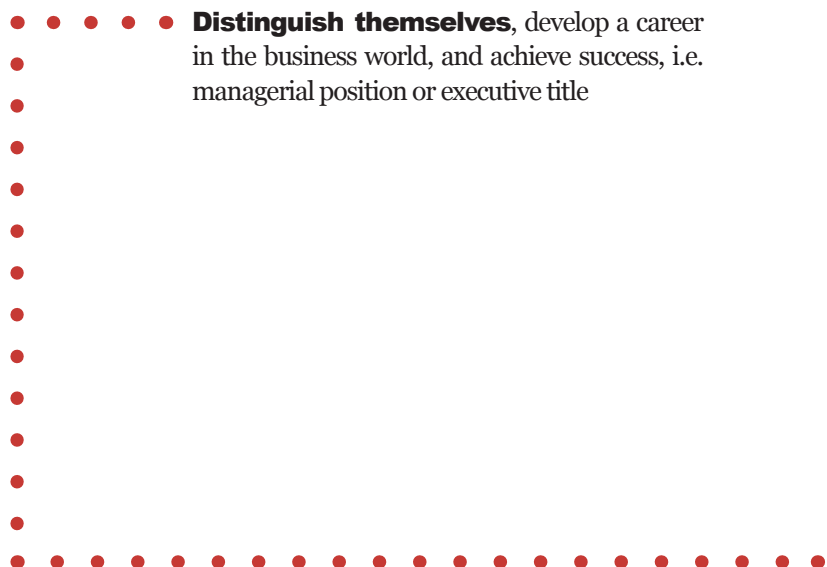 Distinguish themselves, develop a career
in the business world, and achieve success, i.e.
managerial position or executive title